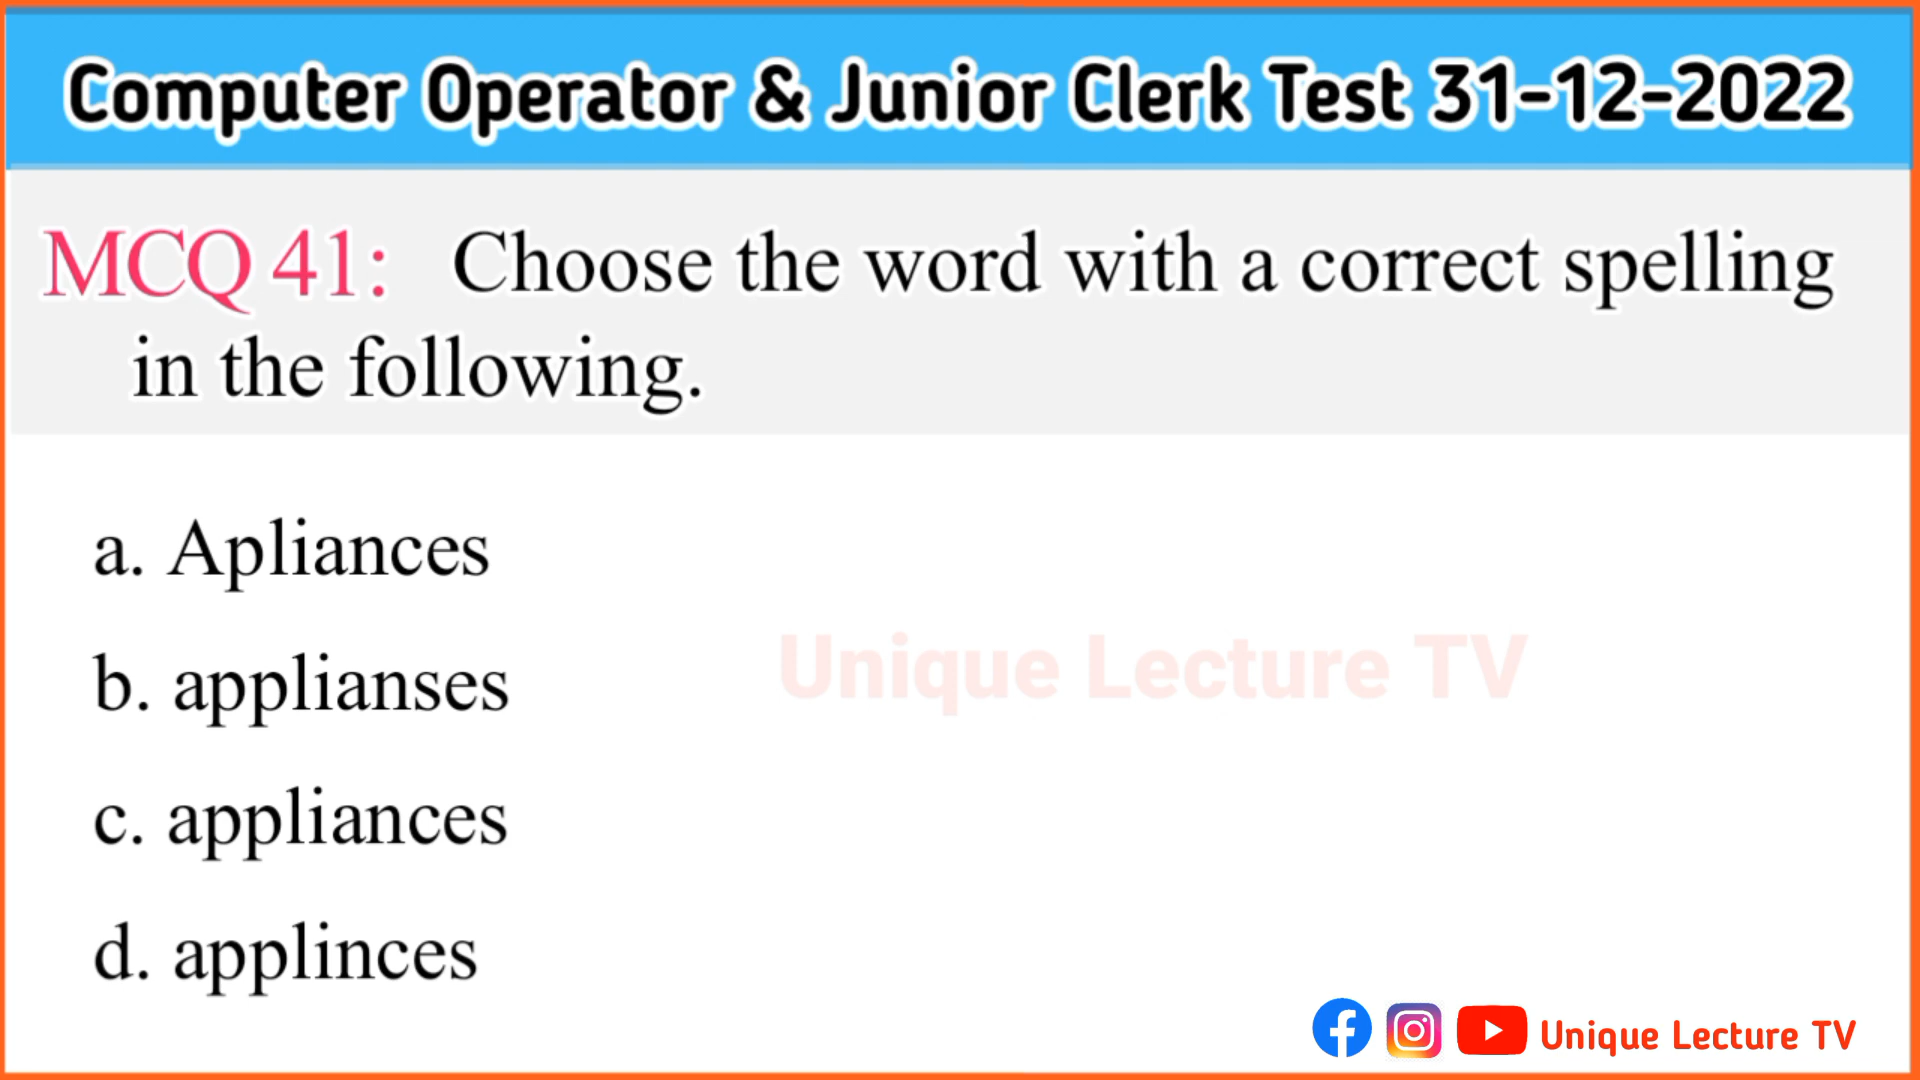 Computer Operator & Junior Clerk Test 31-12-2022
MCQ 41: Choose the word with a correct spelling
in the following.
a. Apliances
b. applianses
Unique Lecture TV
c. appliances
d. applinces
Unique Lecture TV